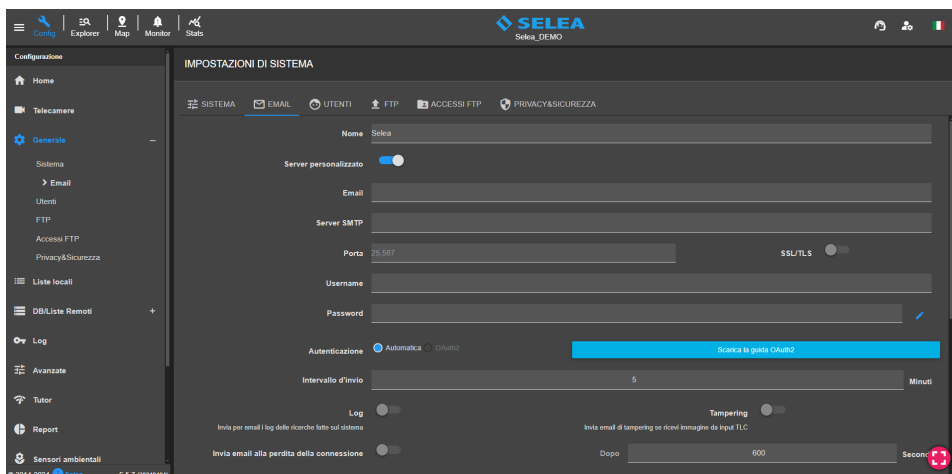 Config
Explorer
Map
Monitor
Stats
SELEA
Selea_DEMO
Configurazione
Home
Telecamere
Generale
Sistema
Email
Utenti
FTP
Accessi FTP
Privacy&Sicurezza
Liste locali
DB/Liste Remoti
Log
Avanzate
Tutor
Report
Sensori ambientali
IMPOSTAZIONI DI SISTEMA
SISTEMA
EMAIL
UTENTI
FTP
ACCESSI FTP
PRIVACY&SICUREZZA
Nome Selea
Server personalizzato
Email
Server SMTP
Porta 25,587 SSL/TLS
Username
Password
Autenticazione Automatica OAuth2 Scarica la guida OAuth2
Intervallo d'invio 5 Minuti
Log Tampering
Invia per email i log delle ricerche fatte sul sistema Invia email di tampering se ricevi immagine da input TLC
Invia email alla perdita della connessione Dopo 600